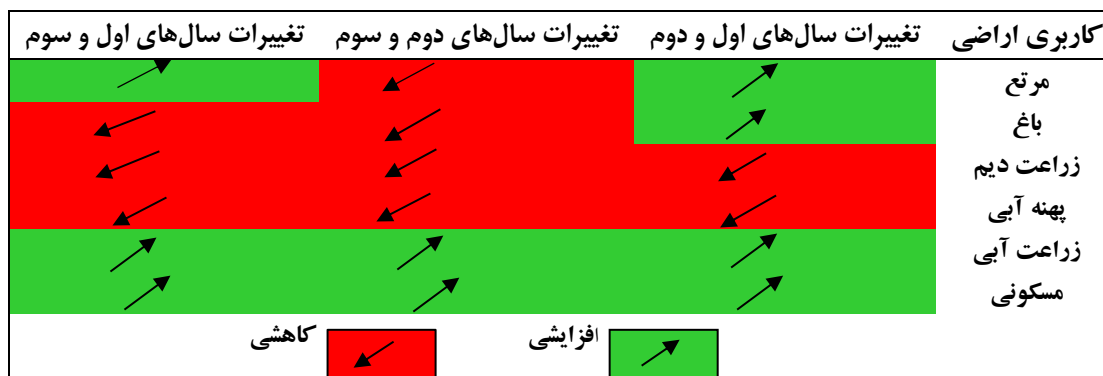 کاربری اراضی تغییرات سال‌های اول و دوم تغییرات سال‌های دوم و سوم تغییرات سال‌های اول و سوم
مرتع
باغ
زراعت دیم
پهنه آبی
زراعت آبی
مسکونی
افزایشی کاهشی